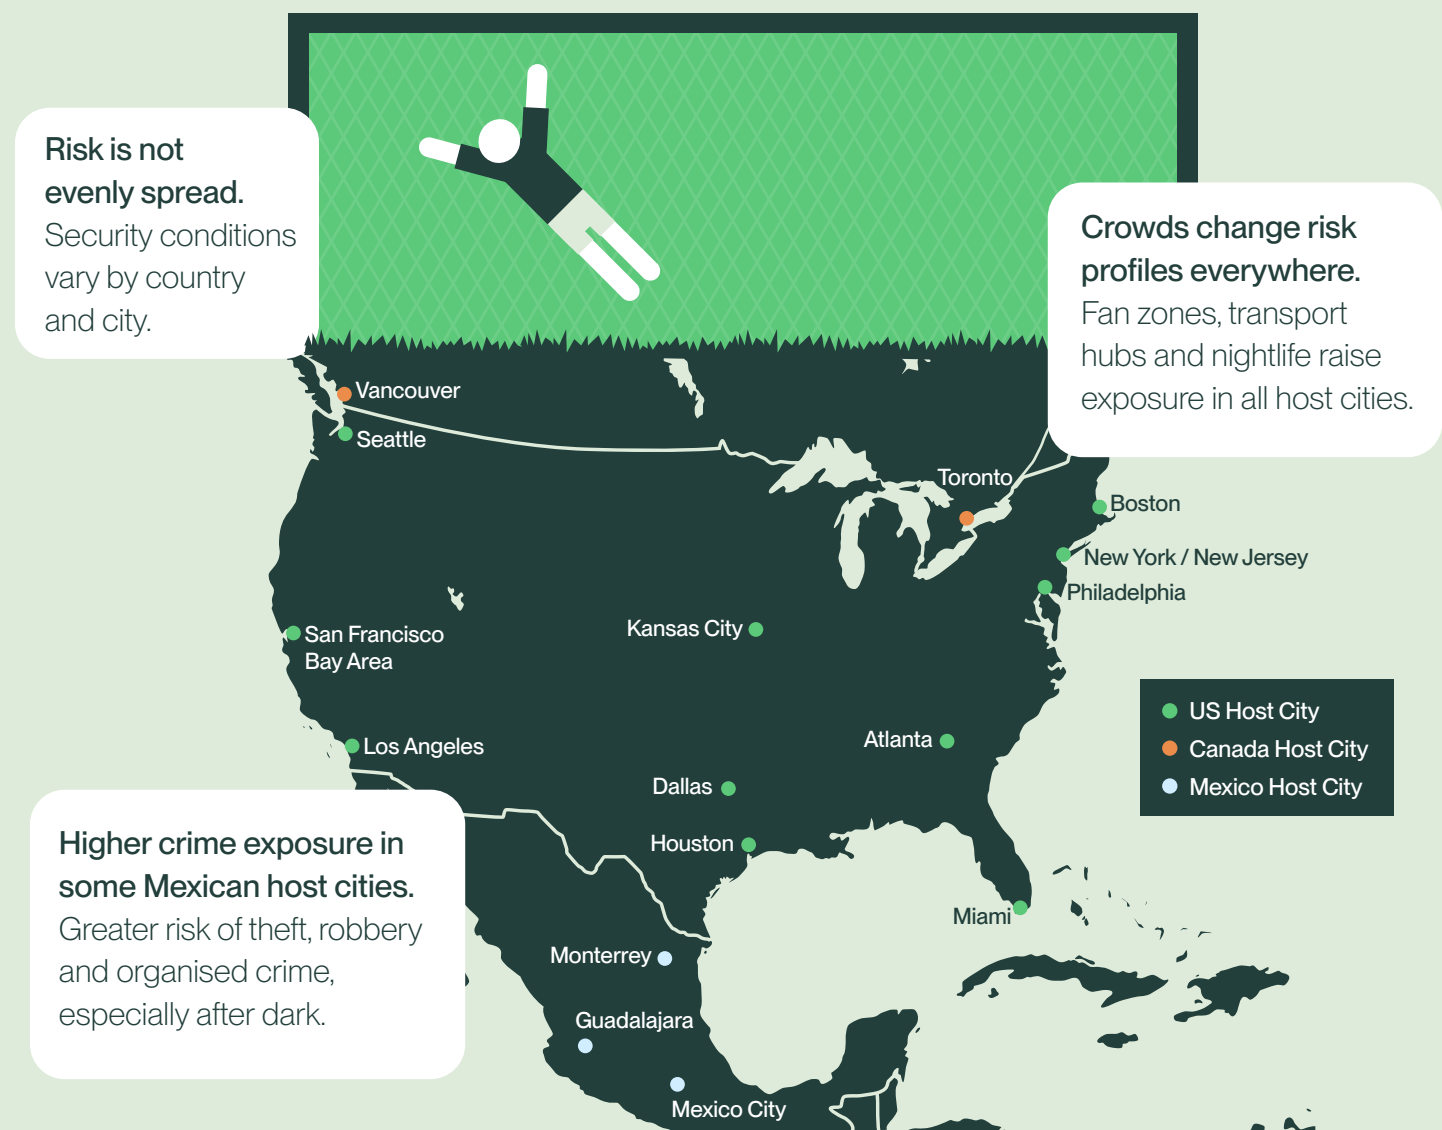 Risk is not
evenly spread.
Security conditions
vary by country
and city.
Crowds change risk
profiles everywhere.
Fan zones, transport
hubs and nightlife raise
exposure in all host cities.
Vancouver
Seattle
Toronto
Boston
New York / New Jersey
Philadelphia
San Francisco
Bay Area
Kansas City
Los Angeles
Atlanta
Dallas
Houston
Miami
US Host City
Canada Host City
Mexico Host City
Higher crime exposure in
some Mexican host cities.
Greater risk of theft, robbery
and organised crime,
especially after dark.
Monterrey
Guadalajara
Mexico City